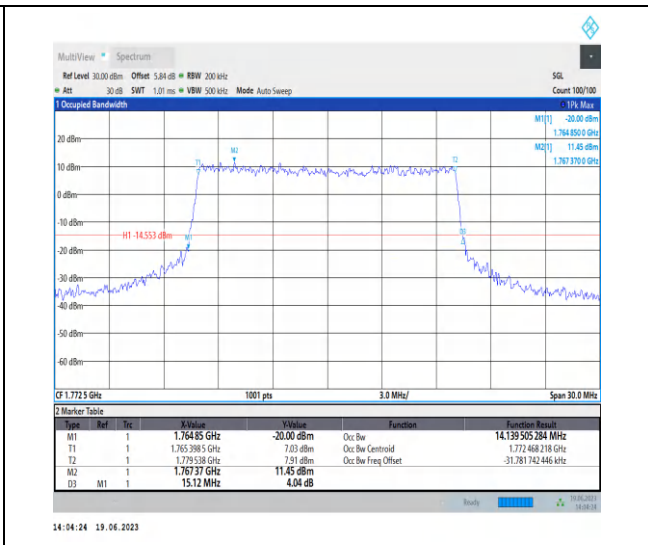 MultiView Spectrum
Ref Level 30.00 dBm Offset 5.84 dB RBW 200 kHz SGL
Att 30 dB SWT 1.01 ms VBW 500 kHz Mode Auto Sweep Count 100/100
1 Occupied Bandwidth 1Pk Max
M1[1] -20.00 dBm
1.764 850 0 GHz
M2[1] 11.45 dBm
1.767 370 0 GHz
20 dBm
10 dBm
0 dBm
-10 dBm
-20 dBm
-30 dBm
-40 dBm
-50 dBm
-60 dBm
T1
M2
T2
H1 -14.553 dBm
M1
CF 1.772 5 GHz 1001 pts 3.0 MHz/ Span 30.0 MHz
2 Marker Table
Type Ref Trc X-Value Y-Value Function Function Result
M1 1 1.764 85 GHz -20.00 dBm Occ Bw 14.139 505 284 MHz
T1 1 1.765 398 5 GHz 7.03 dBm Occ Bw Centroid 1.772 468 218 GHz
T2 1 1.779 538 GHz 7.91 dBm Occ Bw Freq Offset -31.781 742 446 kHz
M2 1 1.767 37 GHz 11.45 dBm
D3 M1 1 15.12 MHz 4.04 dB
Ready 19.06.2023
14:04:24
14:04:24 19.06.2023